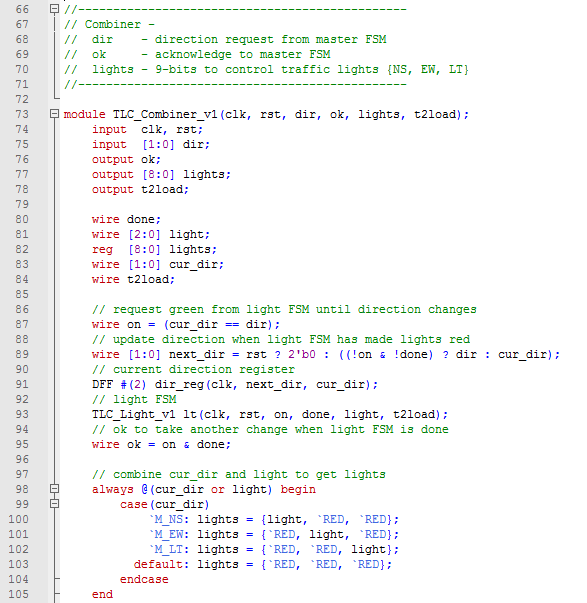 66 //----------------------------------------------
67 // Combiner -
68 //  dir    - direction request from master FSM
69 //  ok     - acknowledge to master FSM
70 //  lights - 9-bits to control traffic lights {NS, EW, LT}
71 //----------------------------------------------
72
73 module TLC_Combiner_v1(clk, rst, dir, ok, lights, t2load);
74     input  clk, rst;
75     input  [1:0] dir;
76     output ok;
77     output [8:0] lights;
78     output t2load;
79
80     wire done;
81     wire [2:0] light;
82     reg  [8:0] lights;
83     wire [1:0] cur_dir;
84     wire t2load;
85
86     // request green from light FSM until direction changes
87     wire on = (cur_dir == dir);
88     // update direction when light FSM has made lights red
89     wire [1:0] next_dir = rst ? 2'b0 : ((!on & !done) ? dir : cur_dir);
90     // current direction register
91     DFF #(2) dir_reg(clk, next_dir, cur_dir);
92     // light FSM
93     TLC_Light_v1 lt(clk, rst, on, done, light, t2load);
94     // ok to take another change when light FSM is done
95     wire ok = on & done;
96
97     // combine cur_dir and light to get lights
98     always @(cur_dir or light) begin
99         case(cur_dir)
100             `M_NS: lights = {light, `RED, `RED};
101             `M_EW: lights = {`RED, light, `RED};
102             `M_LT: lights = {`RED, `RED, light};
103           default: lights = {`RED, `RED, `RED};
104         endcase
105     end